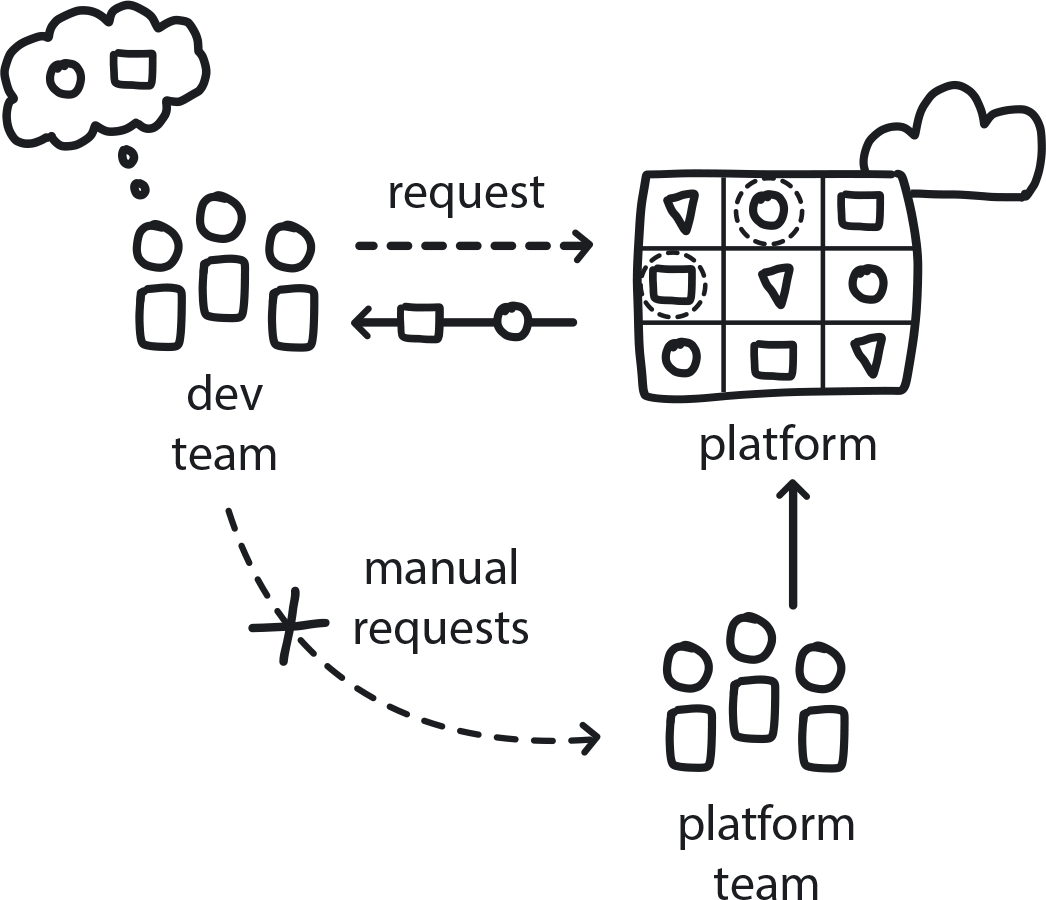 request
dev
team
platform
manual
requests
platform
team